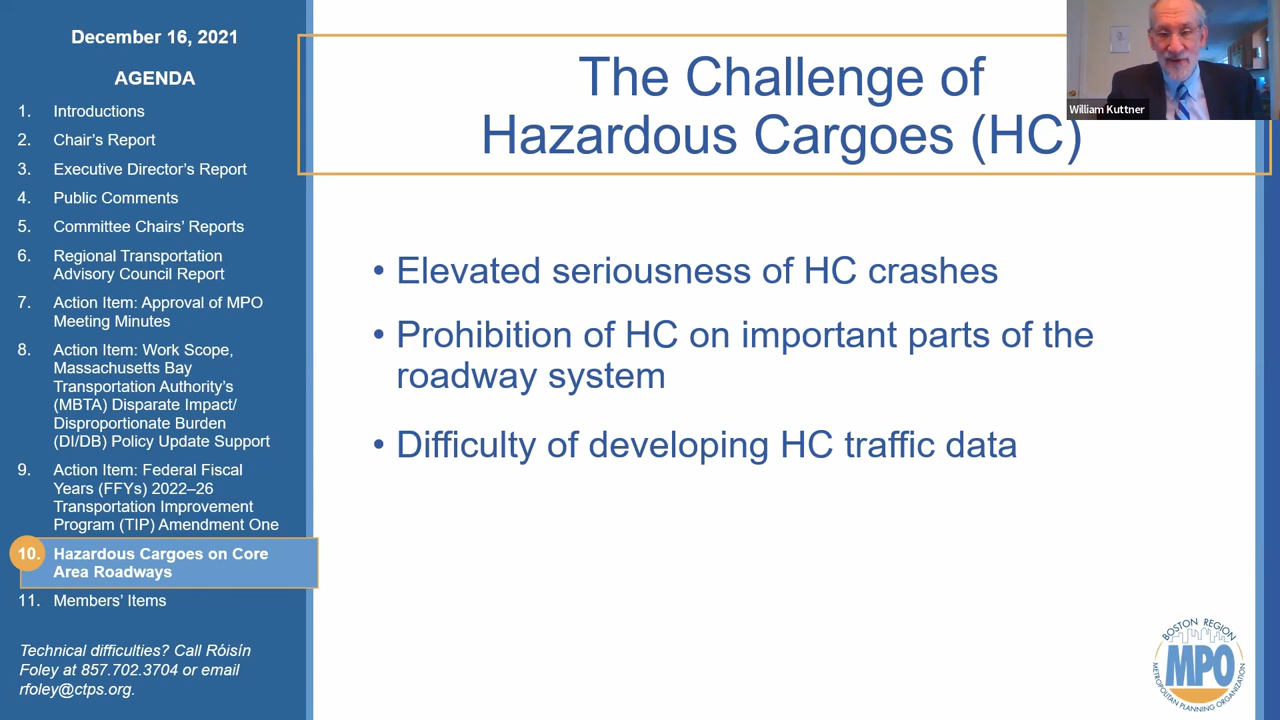 December 16, 2021
AGENDA
1. Introductions
2. Chair's Report
3. Executive Director's Report
4. Public Comments
5. Committee Chairs' Reports
6. Regional Transportation
Advisory Council Report
7. Action Item: Approval of MPO
Meeting Minutes
8. Action Item: Work Scope,
Massachusetts Bay
Transportation Authority's
(MBTA) Disparate Impact/
Disproportionate Burden
(DI/DB) Policy Update Support
9. Action Item: Federal Fiscal
Years (FFYs) 2022–26
Transportation Improvement
Program (TIP) Amendment One
10. Hazardous Cargoes on Core
Area Roadways
11. Members' Items
Technical difficulties? Call Róisín
Foley at 857.702.3704 or email
rfoley@ctps.org.
The Challenge of
Hazardous Cargoes (HC)
William Kuttner
• Elevated seriousness of HC crashes
• Prohibition of HC on important parts of the
roadway system
• Difficulty of developing HC traffic data
BOSTON REGION
MPO
METROPOLITAN PLANNING ORGANIZATION